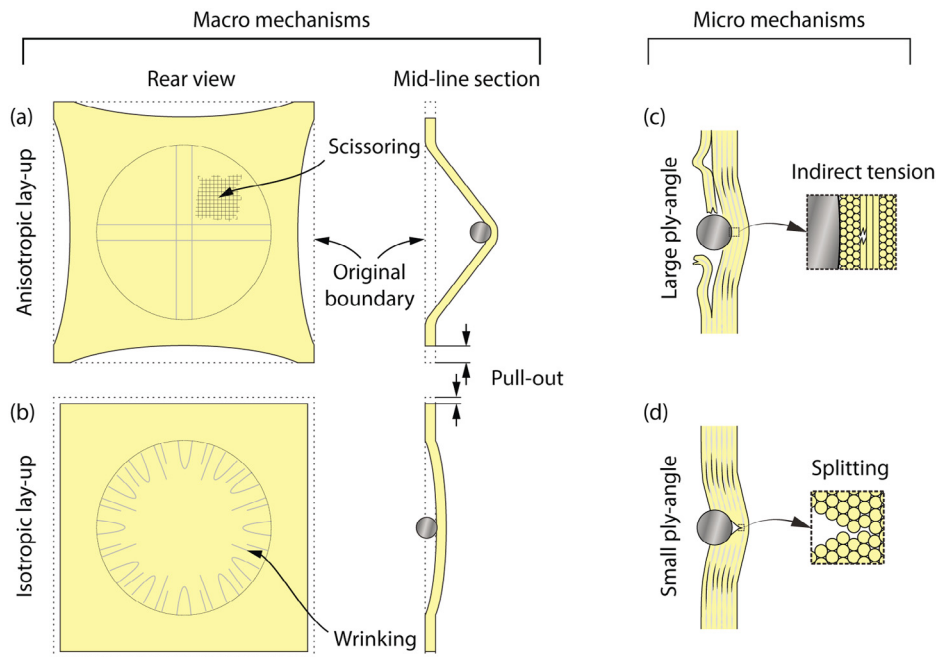 Macro mechanisms
Micro mechanisms
Rear view
Mid-line section
(a)
Anisotropic lay-up
Scissoring
Original
boundary
Pull-out
(b)
Isotropic lay-up
Wrinking
(c)
Large ply-angle
Indirect tension
(d)
Small ply-angle
Splitting